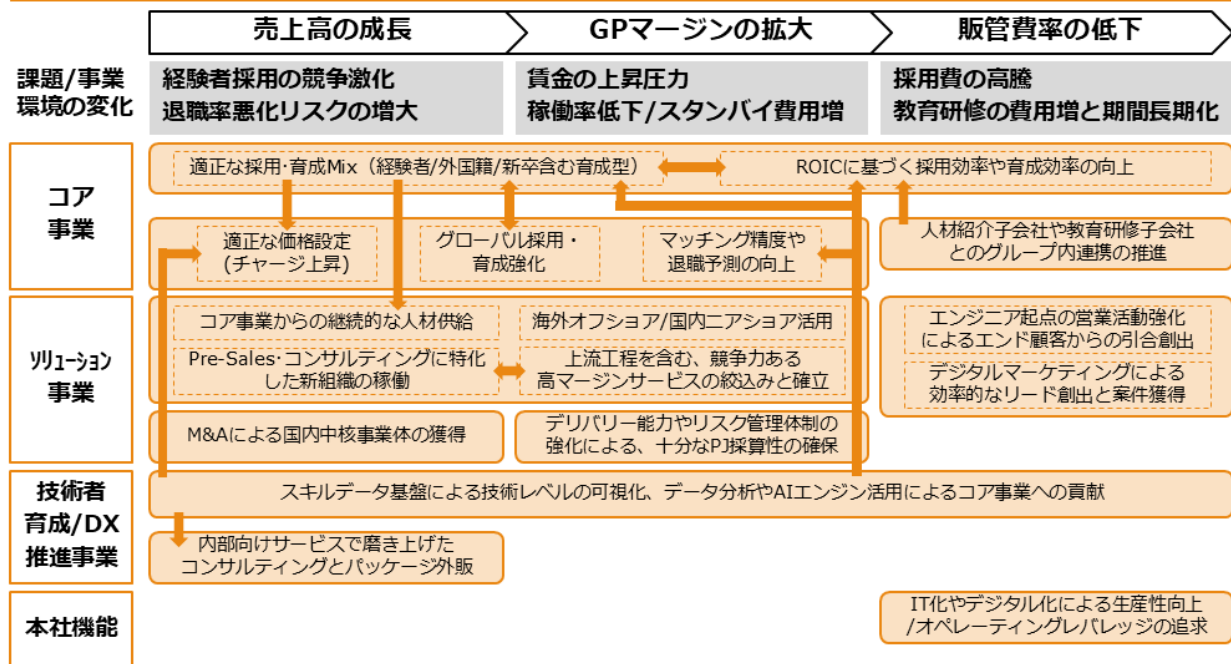 売上高の成長
GPマージンの拡大
販管費率の低下
課題/事業
環境の変化
経験者採用の競争激化
退職率悪化リスクの増大
賃金の上昇圧力
稼働率低下/スタンバイ費用増
採用費の高騰
教育研修の費用増と期間長期化
コア
事業
適正な採用・育成Mix（経験者/外国籍/新卒含む育成型）
ROICに基づく採用効率や育成効率の向上
適正な価格設定
(チャージ上昇)
グローバル採用・
育成強化
マッチング精度や
退職予測の向上
人材紹介子会社や教育研修子会社
とのグループ内連携の推進
ソリューション
事業
コア事業からの継続的な人材供給
海外オフショア/国内ニアショア活用
Pre-Sales・コンサルティングに特化
した新組織の稼働
上流工程を含む、競争力ある
高マージンサービスの絞込みと確立
エンジニア起点の営業活動強化
によるエンド顧客からの引合創出
デジタルマーケティングによる
効率的なリード創出と案件獲得
M&Aによる国内中核事業体の獲得
デリバリー能力やリスク管理体制の
強化による、十分なPJ採算性の確保
技術者
育成/DX
推進事業
スキルデータ基盤による技術レベルの可視化、データ分析やAIエンジン活用によるコア事業への貢献
内部向けサービスで磨き上げた
コンサルティングとパッケージ外販
本社機能
IT化やデジタル化による生産性向上
/オペレーティングレバレッジの追求